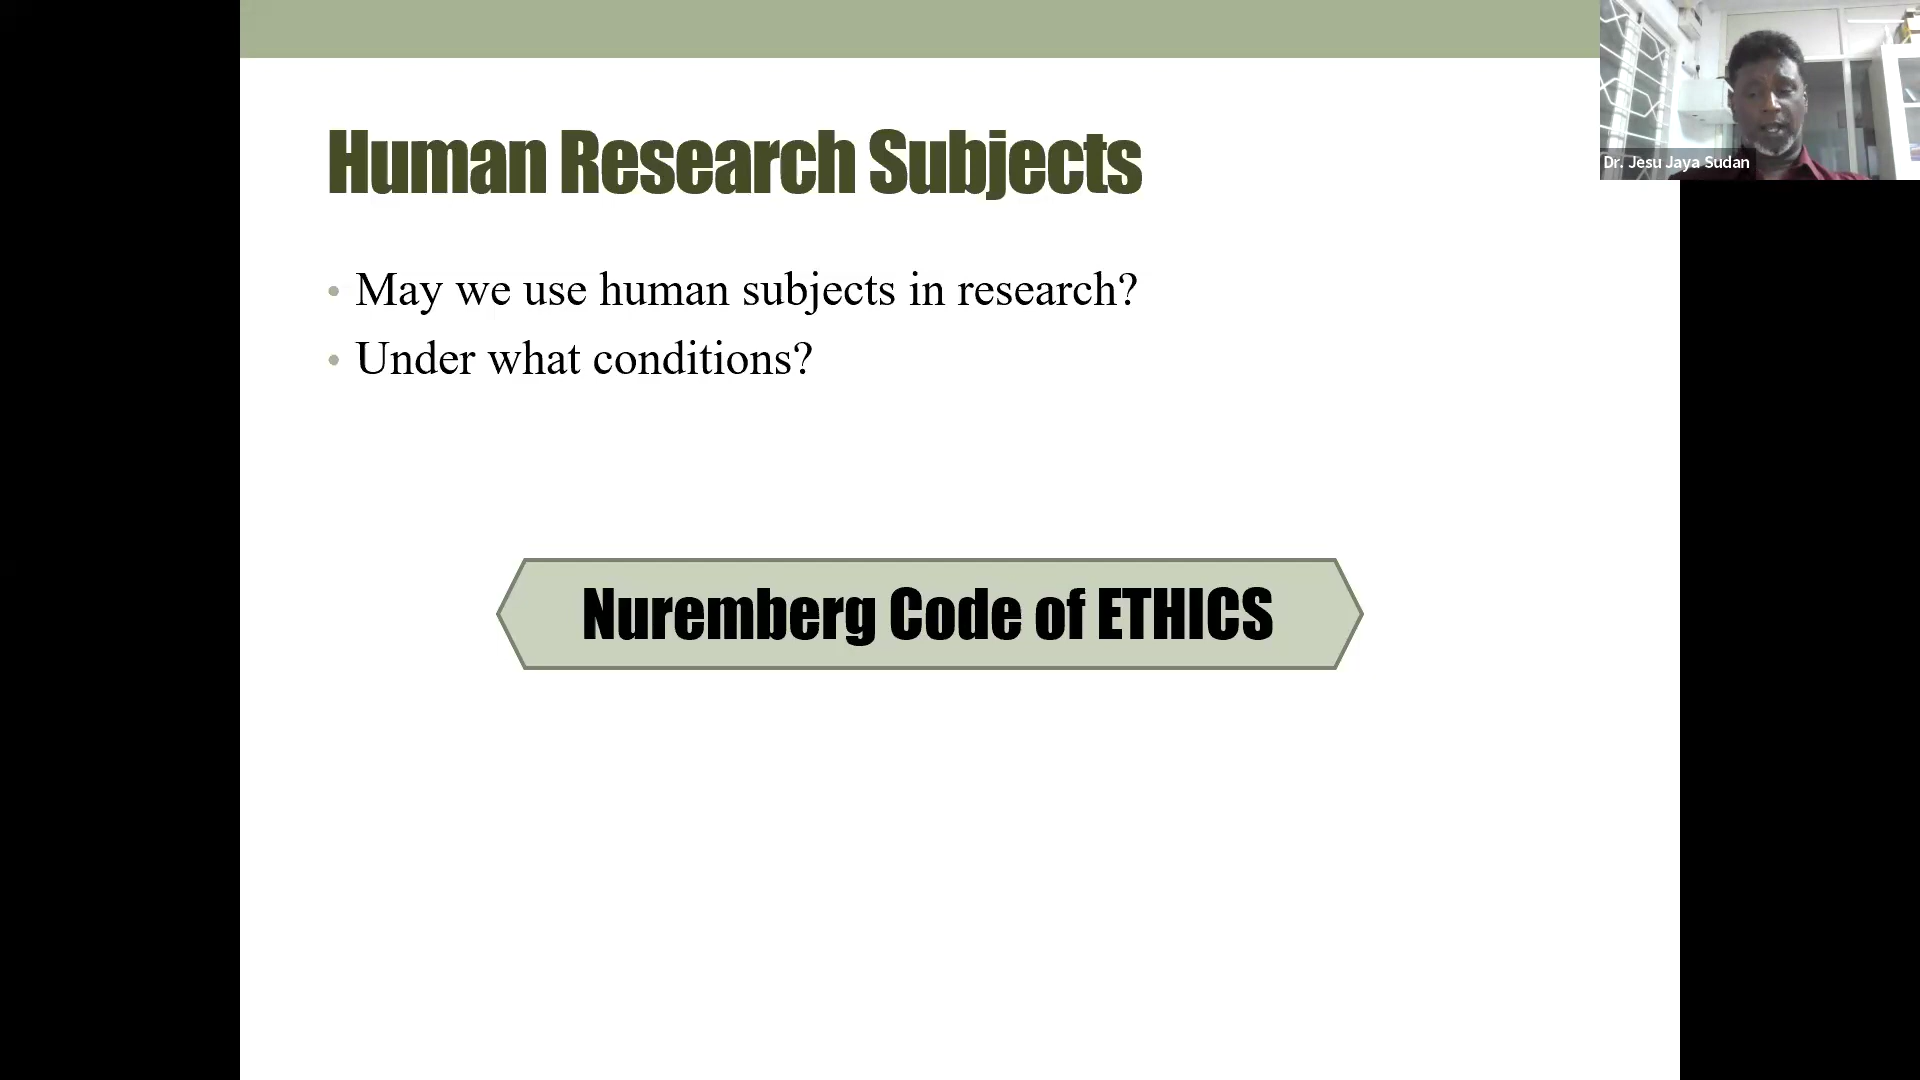 Human Research Subjects
• May we use human subjects in research?
• Under what conditions?
Nuremberg Code of ETHICS
Dr. Jesu Jaya Sudan